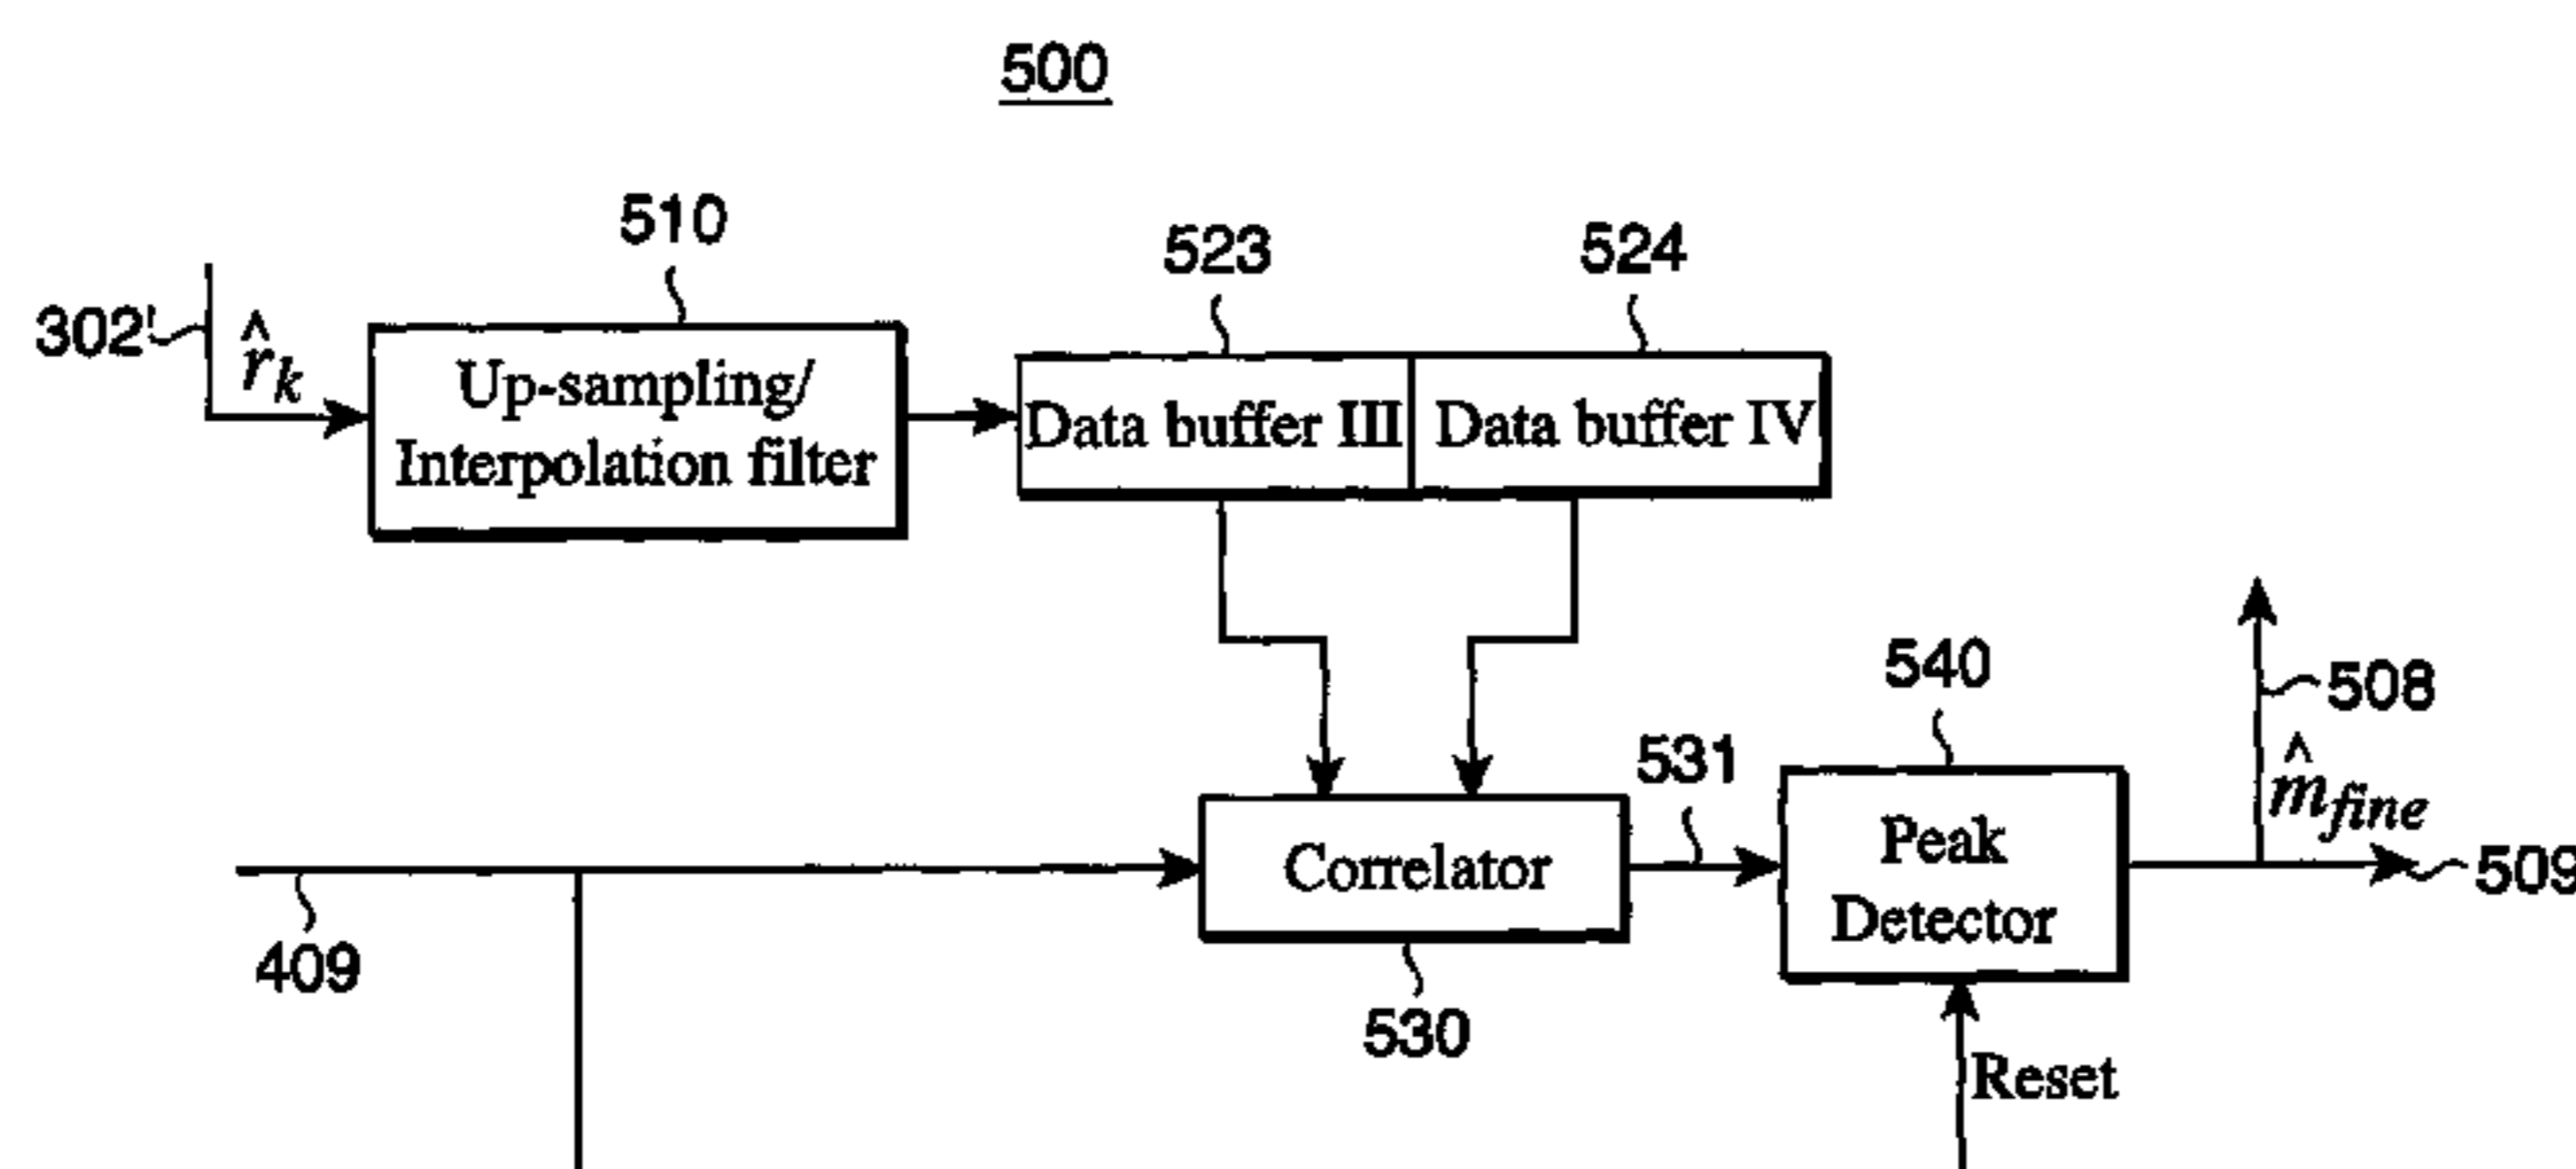 500
510
523
524
302'
r̂k
Up-sampling/
Interpolation filter
Data buffer III
Data buffer IV
540
508
531
m̂fine
Correlator
Peak
Detector
509
409
530
Reset